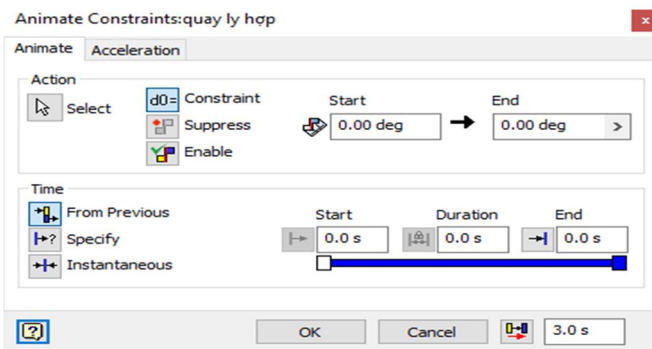 Animate Constraints:quay ly hợp
x
Animate Acceleration
Action
Select
d0= Constraint
Suppress
Enable
Start End
0.00 deg 0.00 deg >
Time
From Previous
? Specify
Instantaneous
Start Duration End
0.0 s 0.0 s 0.0 s
? OK Cancel 3.0 s